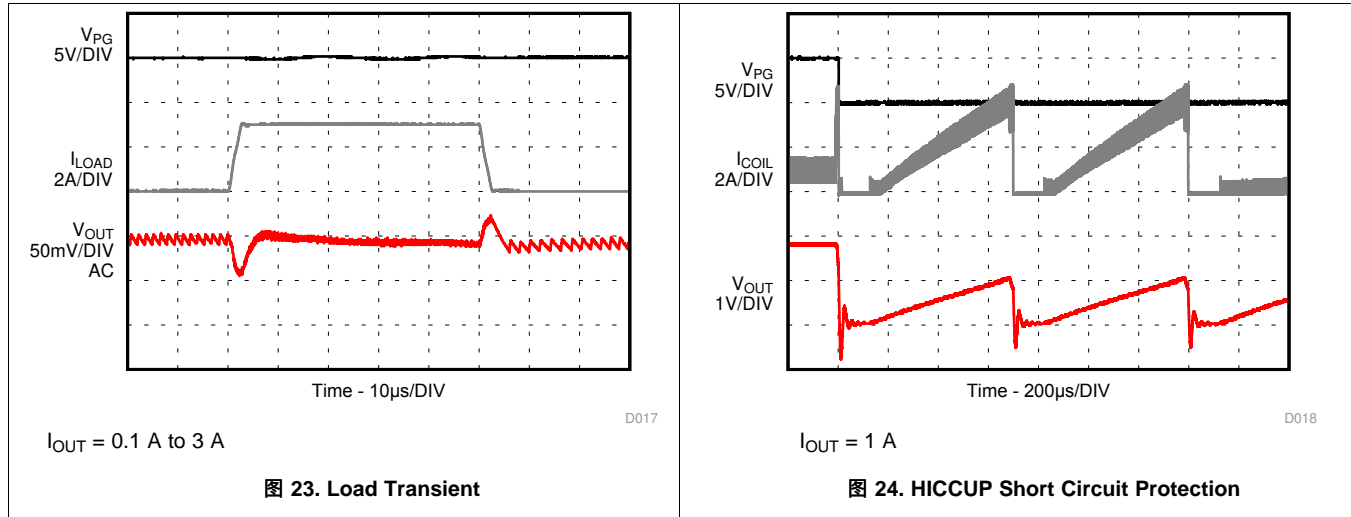 V_PG
5V/DIV
I_LOAD
2A/DIV
V_OUT
50mV/DIV
AC
Time - 10µs/DIV
D017
I_OUT = 0.1 A to 3 A
图 23. Load Transient
V_PG
5V/DIV
I_COIL
2A/DIV
V_OUT
1V/DIV
Time - 200µs/DIV
D018
I_OUT = 1 A
图 24. HICCUP Short Circuit Protection